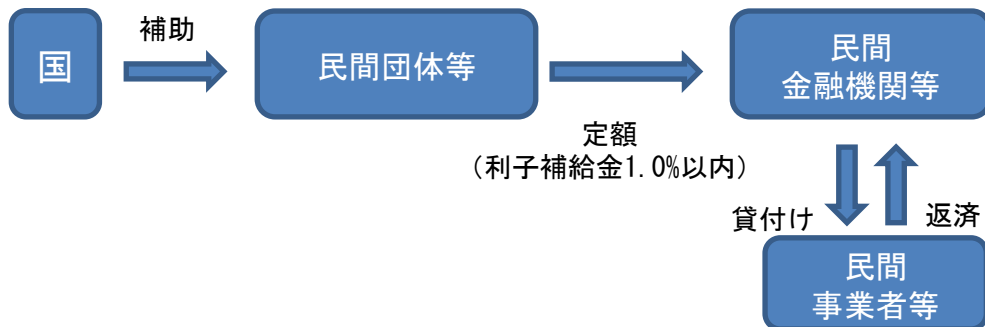 補助
国
民間団体等
民間
金融機関等
定額
（利子補給金1.0%以内）
貸付け
返済
民間
事業者等